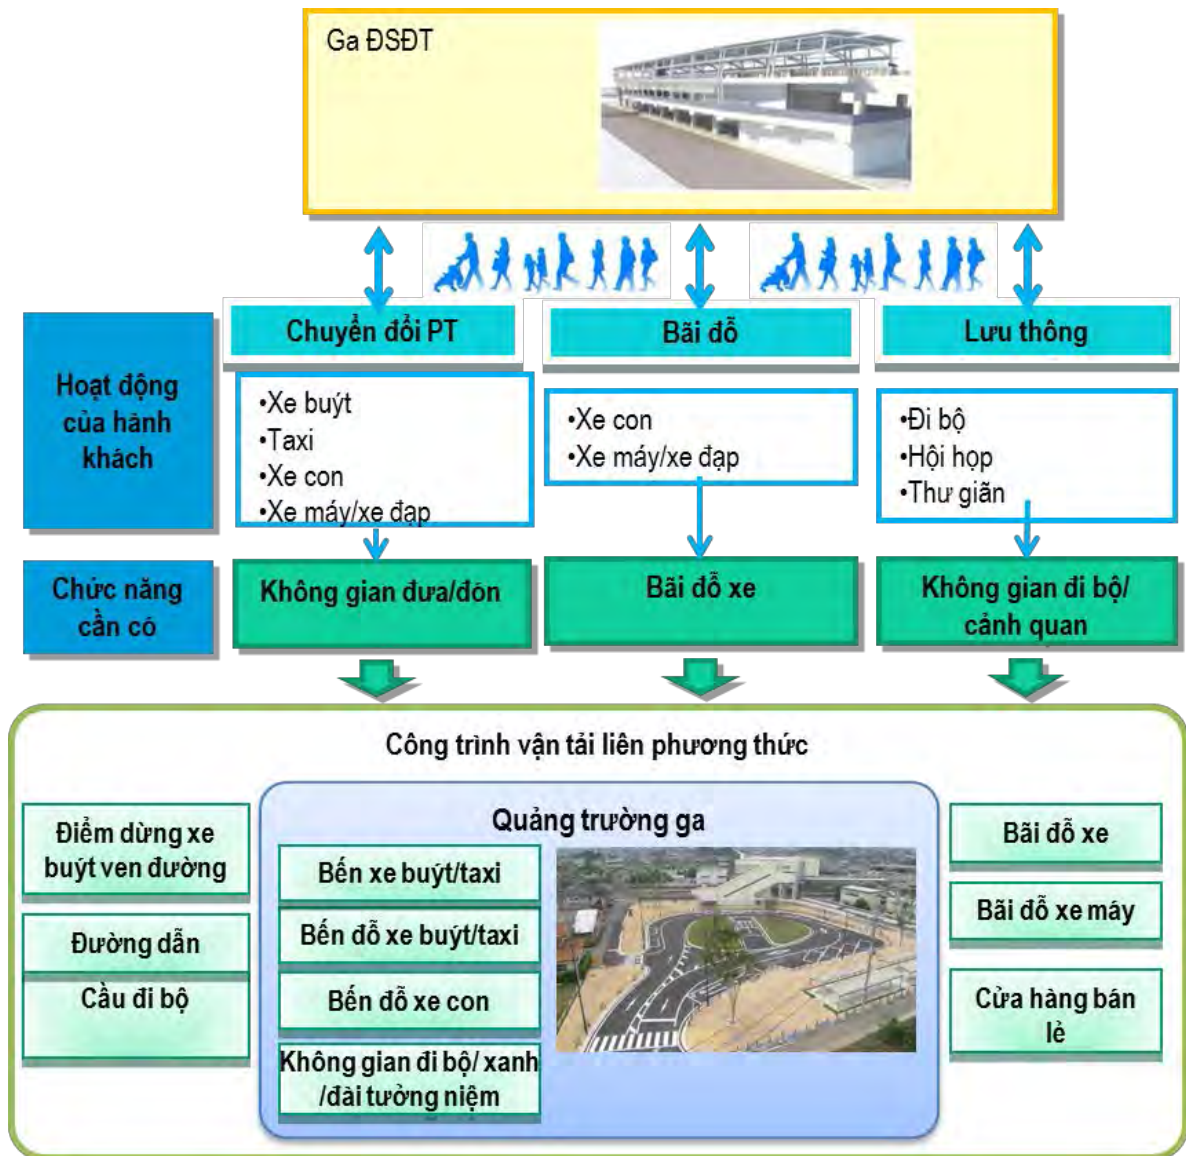 Ga ĐSĐT
Chuyển đổi PT
Bãi đỗ
Lưu thông
Hoạt động
của hành
khách
•Xe buýt
•Taxi
•Xe con
•Xe máy/xe đạp
•Xe con
•Xe máy/xe đạp
•Đi bộ
•Hội họp
•Thư giãn
Chức năng
cần có
Không gian đưa/đón
Bãi đỗ xe
Không gian đi bộ/
cảnh quan
Công trình vận tải liên phương thức
Điểm dừng xe
buýt ven đường
Đường dẫn
Cầu đi bộ
Quảng trường ga
Bến xe buýt/taxi
Bến đỗ xe buýt/taxi
Bến đỗ xe con
Không gian đi bộ/ xanh
/đài tưởng niệm
Bãi đỗ xe
Bãi đỗ xe máy
Cửa hàng bán
lẻ